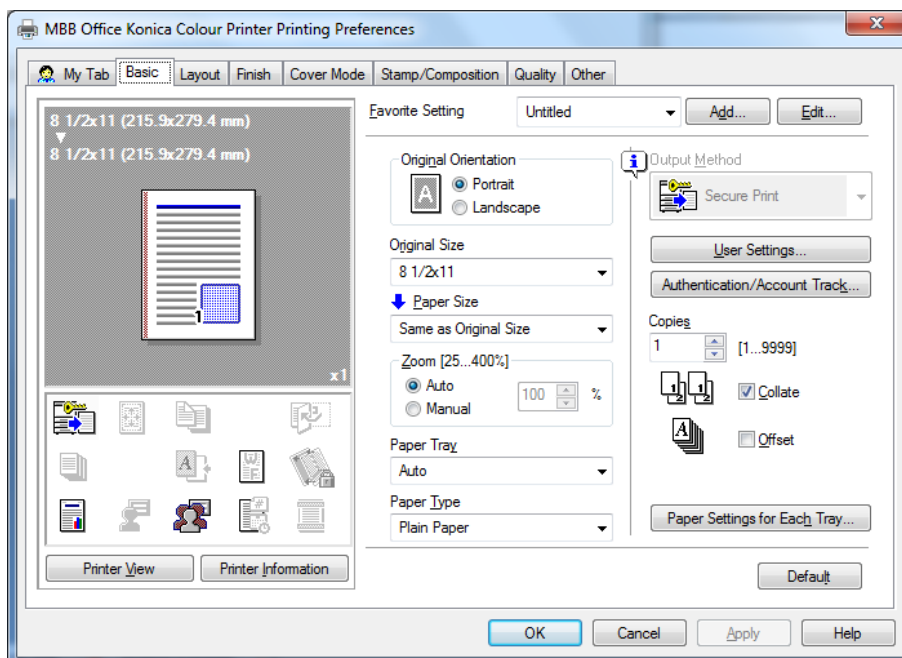 MBB Office Konica Colour Printer Printing Preferences
My Tab Basic Layout Finish Cover Mode Stamp/Composition Quality Other
8 1/2x11 (215.9x279.4 mm)
8 1/2x11 (215.9x279.4 mm)
1
x1
Printer View Printer Information
Favorite Setting Untitled Add... Edit...
Original Orientation
A
Portrait
Landscape
Original Size
8 1/2x11
Paper Size
Same as Original Size
Zoom [25...400%]
Auto
Manual
100 %
Paper Tray
Auto
Paper Type
Plain Paper
i Output Method
Secure Print
User Settings...
Authentication/Account Track...
Copies
1 [1...9999]
1 2 1 2 Collate
A Offset
Paper Settings for Each Tray...
Default
OK Cancel Apply Help